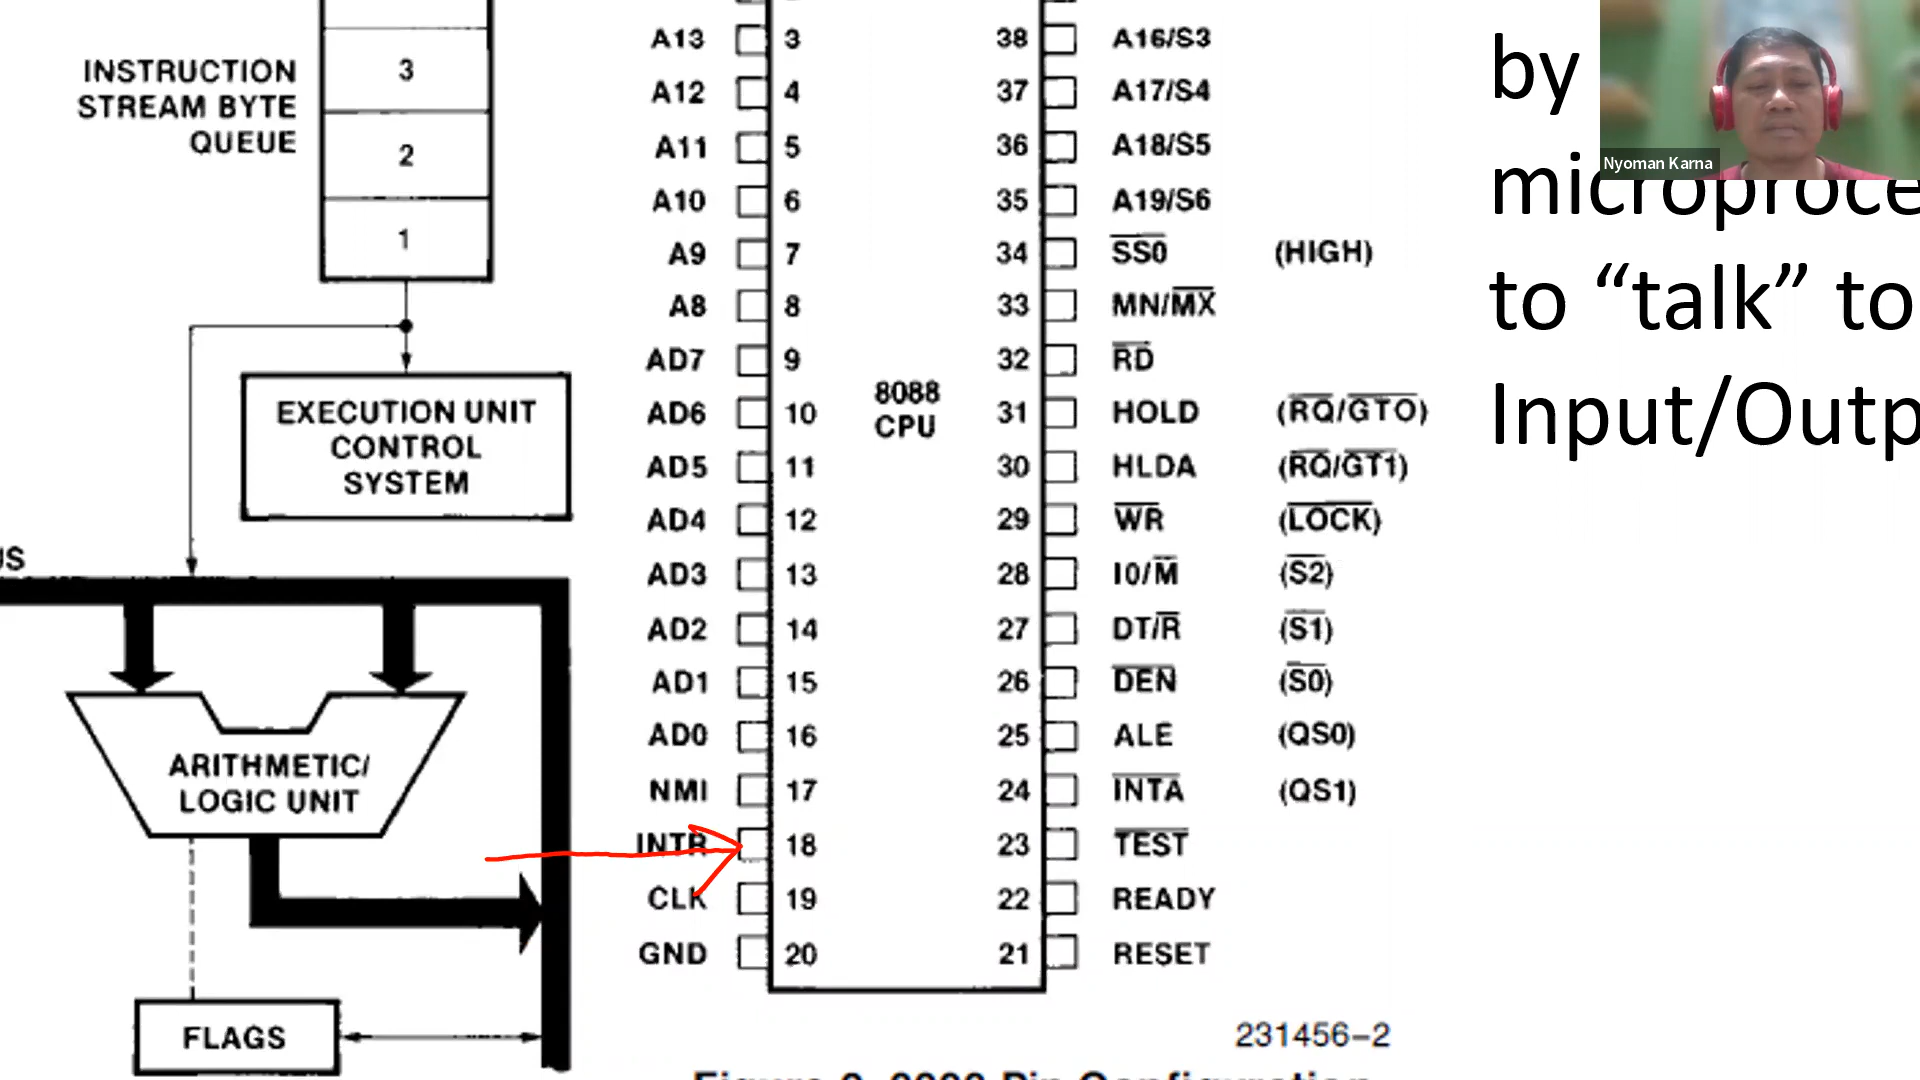 INSTRUCTION
STREAM BYTE
QUEUE
3
2
1
EXECUTION UNIT
CONTROL
SYSTEM
US
ARITHMETIC/
LOGIC UNIT
FLAGS
A13 3 38 A16/S3
A12 4 37 A17/S4
A11 5 36 A18/S5
A10 6 35 A19/S6
A9 7 34 SS0 (HIGH)
A8 8 33 MN/MX
AD7 9 32 RD
8088
CPU
AD6 10 31 HOLD (RQ/GTO)
AD5 11 30 HLDA (RQ/GT1)
AD4 12 29 WR (LOCK)
AD3 13 28 IO/M (S2)
AD2 14 27 DT/R (S1)
AD1 15 26 DEN (S0)
AD0 16 25 ALE (QS0)
NMI 17 24 INTA (QS1)
INTR 18 23 TEST
CLK 19 22 READY
GND 20 21 RESET
231456-2
by
microproce
to “talk” to
Input/Outp
Nyoman Karna